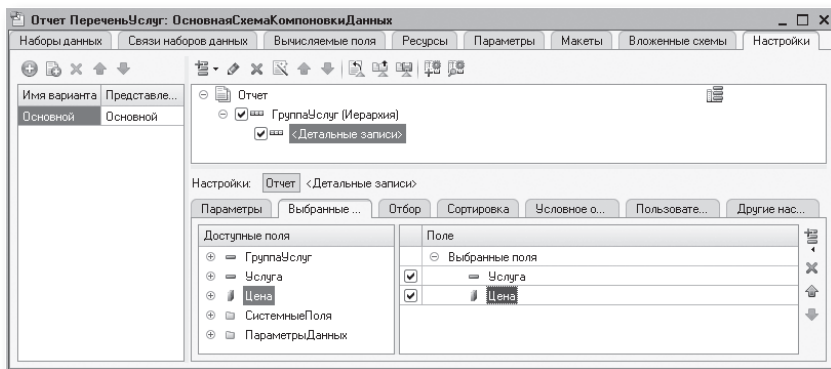 Отчет ПереченьУслуг: ОсновнаяСхемаКомпоновкиДанных
Наборы данных Связи наборов данных Вычисляемые поля Ресурсы Параметры Макеты Вложенные схемы Настройки
Имя варианта Представле...
Основной Основной
Отчет
ГруппаУслуг (Иерархия)
<Детальные записи>
Настройки: Отчет <Детальные записи>
Параметры Выбранные ... Отбор Сортировка Условное о... Пользовате... Другие нас...
Доступные поля Поле
ГруппаУслуг Выбранные поля
Услуга Услуга
Цена Цена
СистемныеПоля
ПараметрыДанных